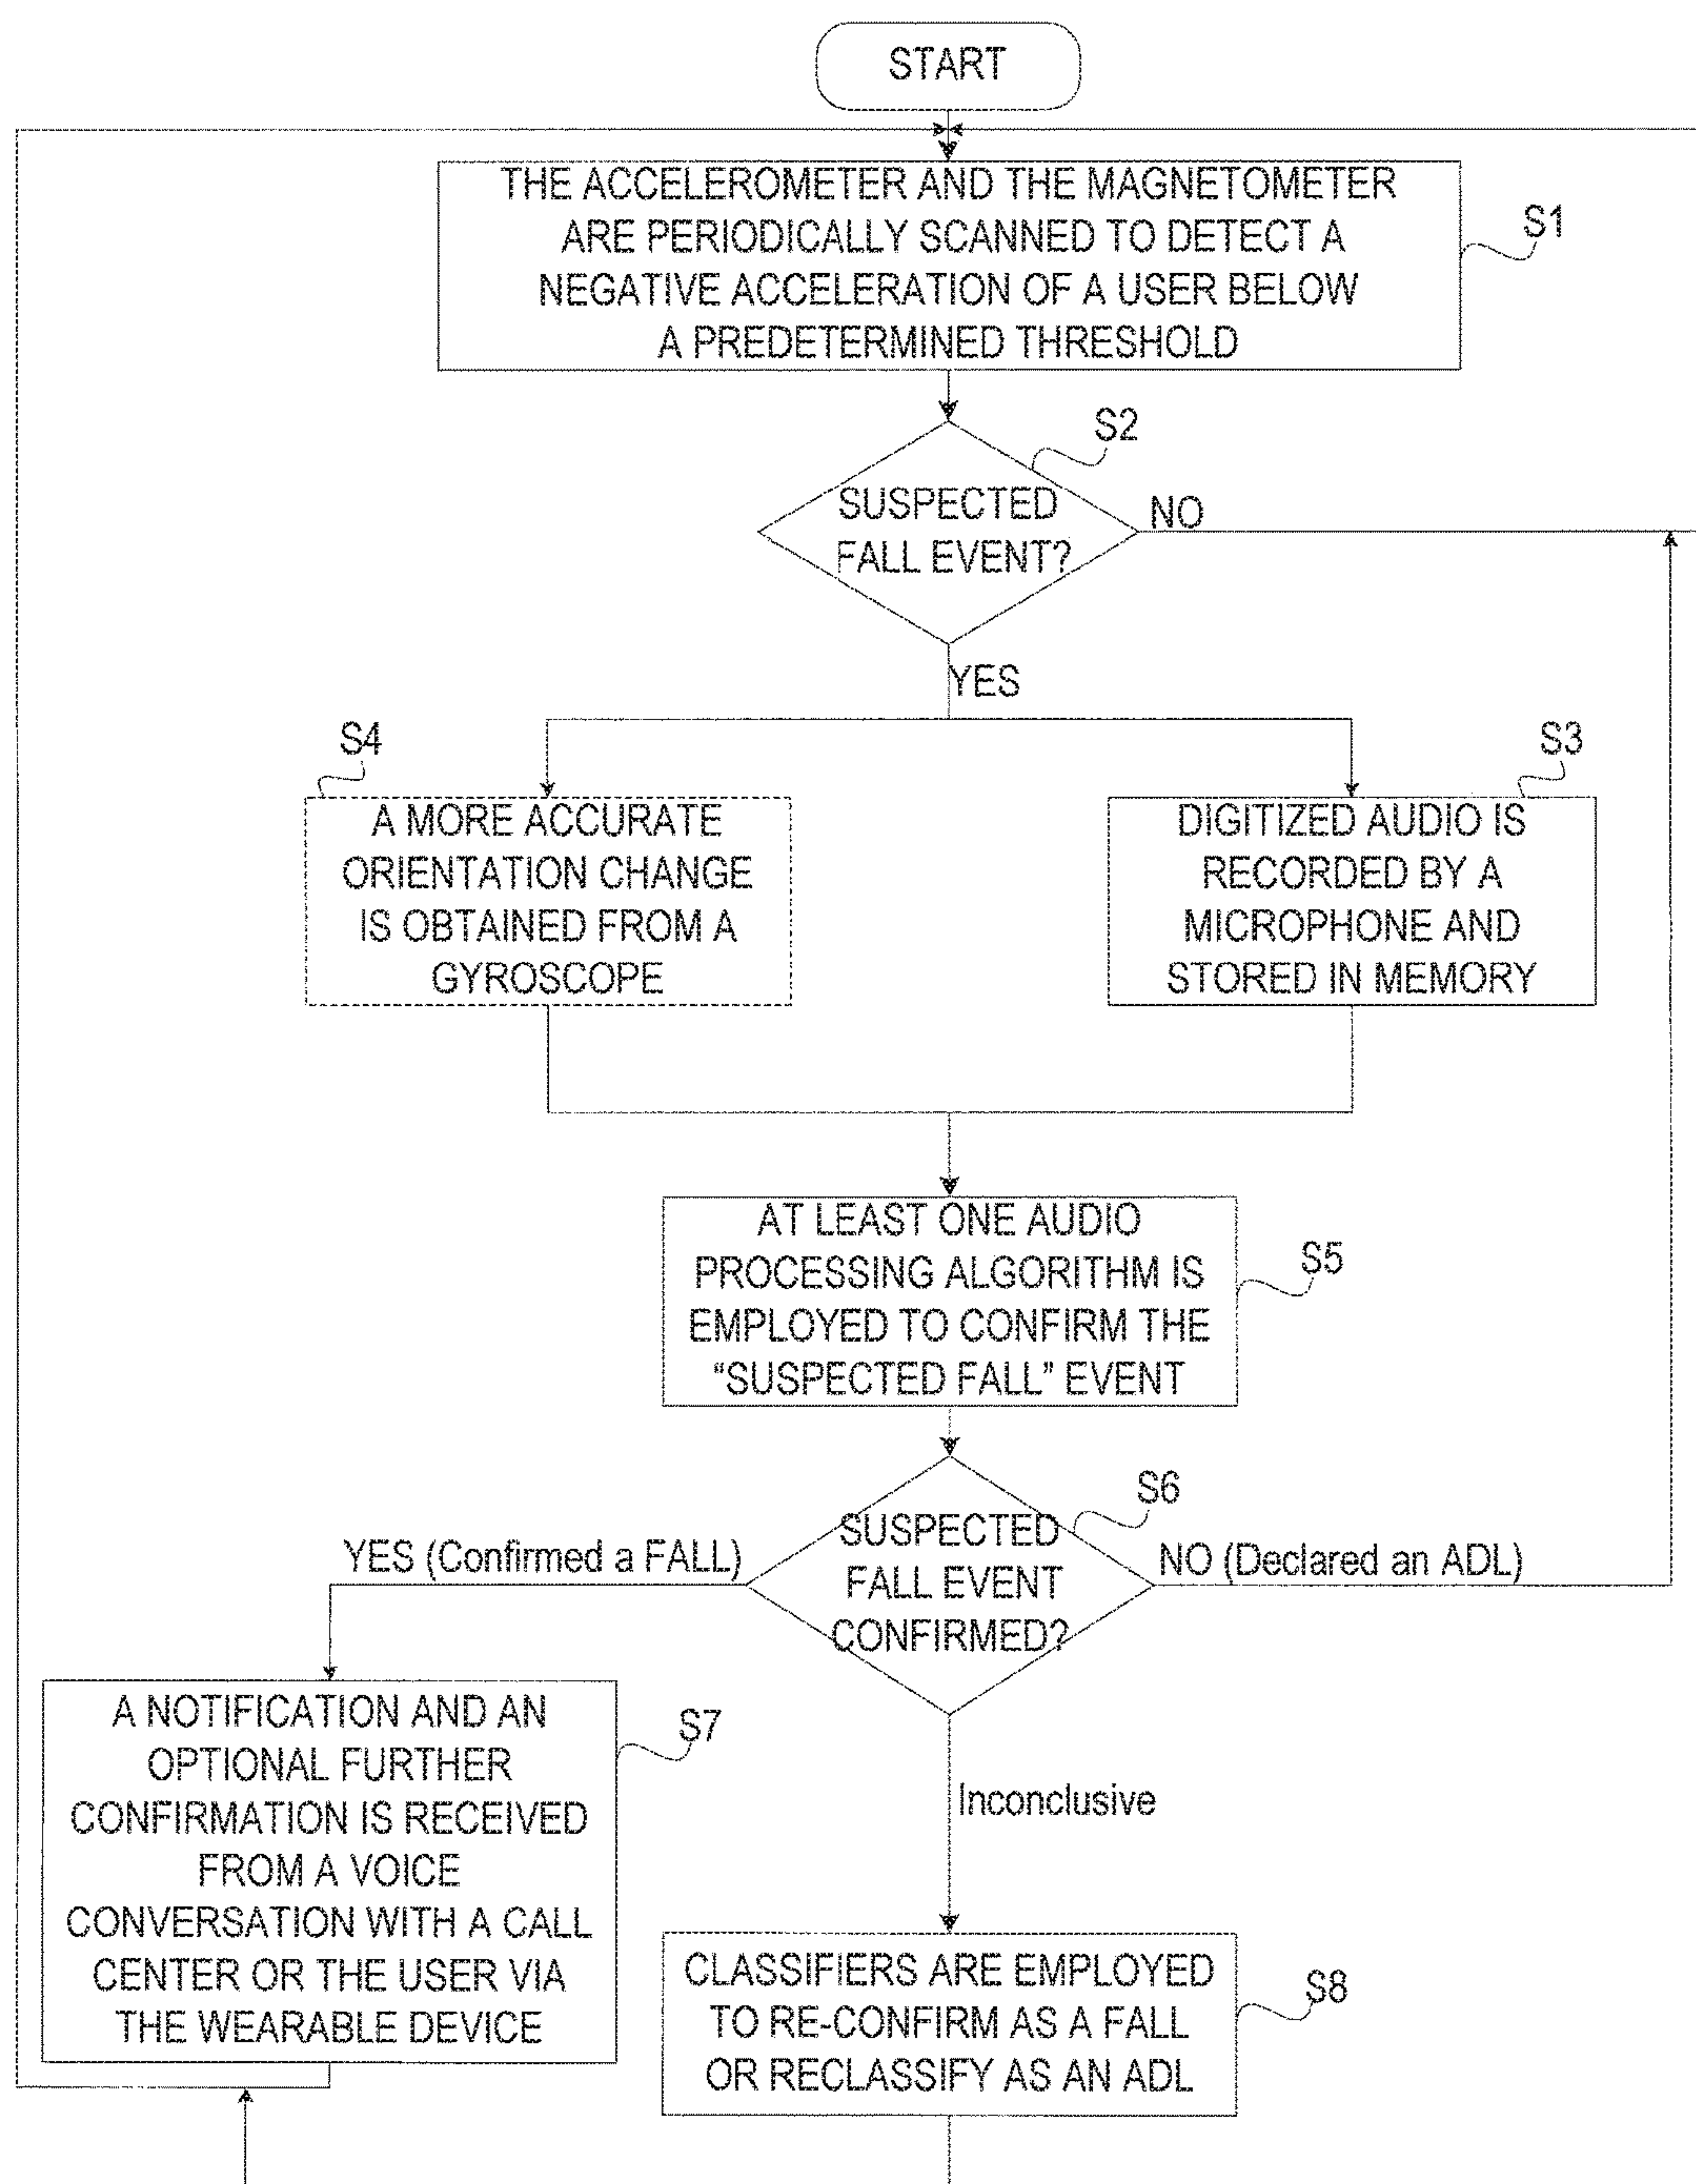 START
THE ACCELEROMETER AND THE MAGNETOMETER
ARE PERIODICALLY SCANNED TO DETECT A
NEGATIVE ACCELERATION OF A USER BELOW
A PREDETERMINED THRESHOLD
S1
S2
SUSPECTED
FALL EVENT?
NO
YES
S4
A MORE ACCURATE
ORIENTATION CHANGE
IS OBTAINED FROM A
GYROSCOPE
S3
DIGITIZED AUDIO IS
RECORDED BY A
MICROPHONE AND
STORED IN MEMORY
AT LEAST ONE AUDIO
PROCESSING ALGORITHM IS
EMPLOYED TO CONFIRM THE
“SUSPECTED FALL” EVENT
S5
S6
SUSPECTED
FALL EVENT
CONFIRMED?
YES (Confirmed a FALL)
NO (Declared an ADL)
A NOTIFICATION AND AN
OPTIONAL FURTHER
CONFIRMATION IS RECEIVED
FROM A VOICE
CONVERSATION WITH A CALL
CENTER OR THE USER VIA
THE WEARABLE DEVICE
S7
Inconclusive
CLASSIFIERS ARE EMPLOYED
TO RE-CONFIRM AS A FALL
OR RECLASSIFY AS AN ADL
S8